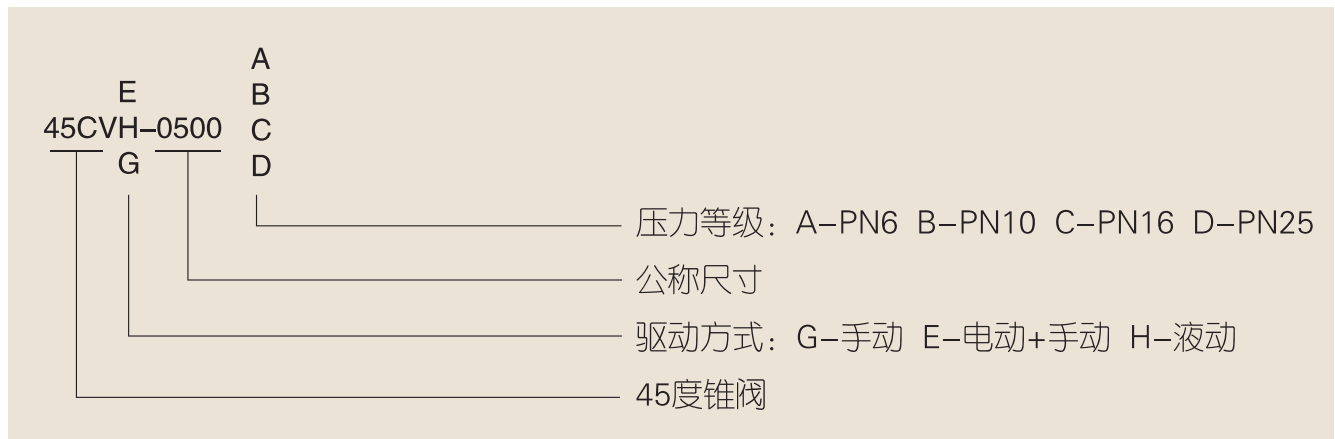 A
E
B
45CVH–0500
C
G
D
压力等级：A–PN6 B–PN10 C–PN16 D–PN25
公称尺寸
驱动方式：G–手动 E–电动+手动 H–液动
45度锥阀